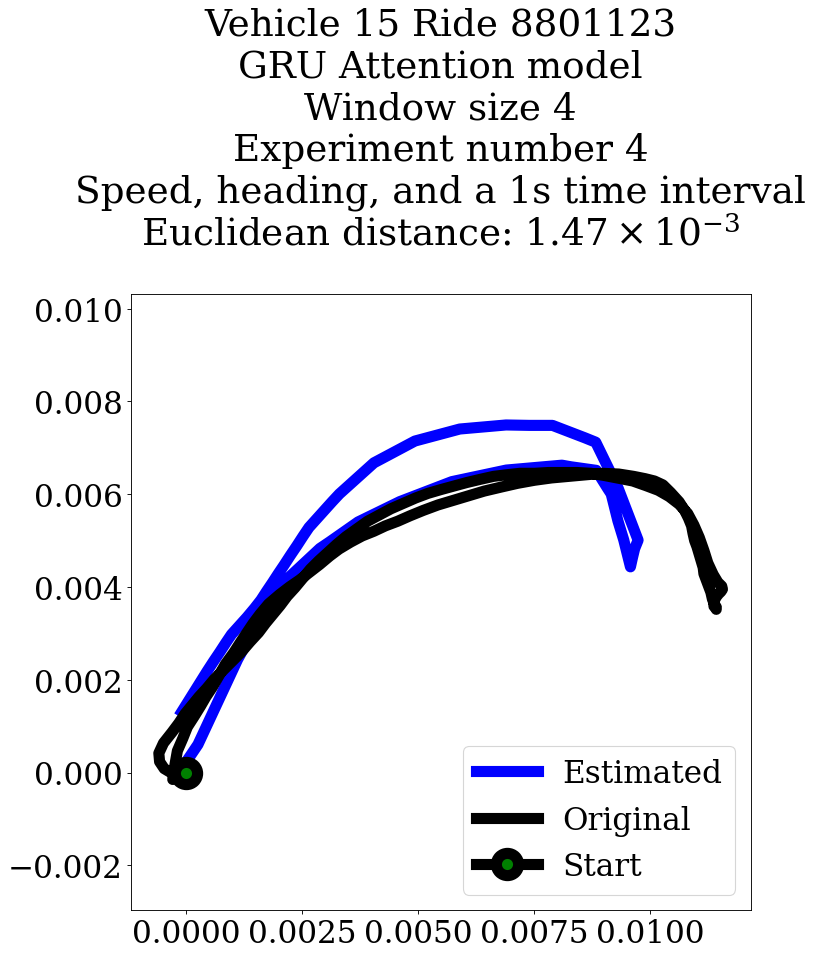 Vehicle 15 Ride 8801123
GRU Attention model
Window size 4
Experiment number 4
Speed, heading, and a 1s time interval
Euclidean distance: 1.47 × 10⁻³
0.010
0.008
0.006
0.004
0.002
0.000
−0.002
0.0000 0.0025 0.0050 0.0075 0.0100
Estimated
Original
Start